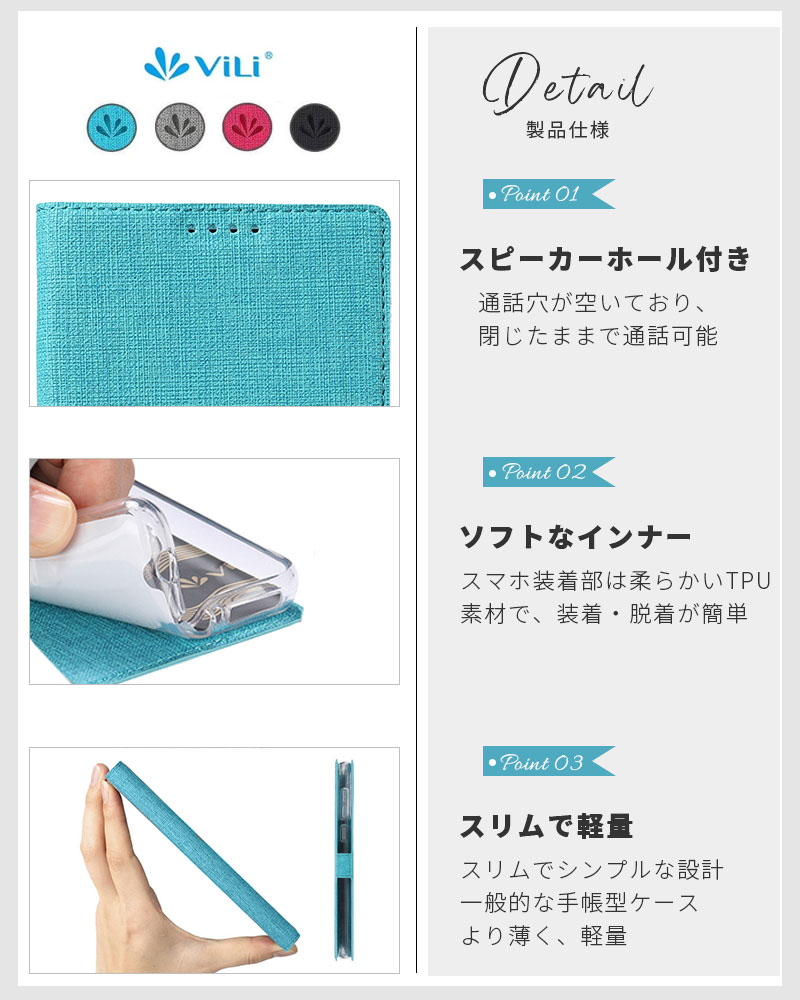 ViLi®
Detail
製品仕様
Point 01
スピーカーホール付き
通話穴が空いており、
閉じたままで通話可能
Point 02
ソフトなインナー
スマホ装着部は柔らかいTPU
素材で、装着・脱着が簡単
ViLi
Point 03
スリムで軽量
スリムでシンプルな設計
一般的な手帳型ケース
より薄く、軽量